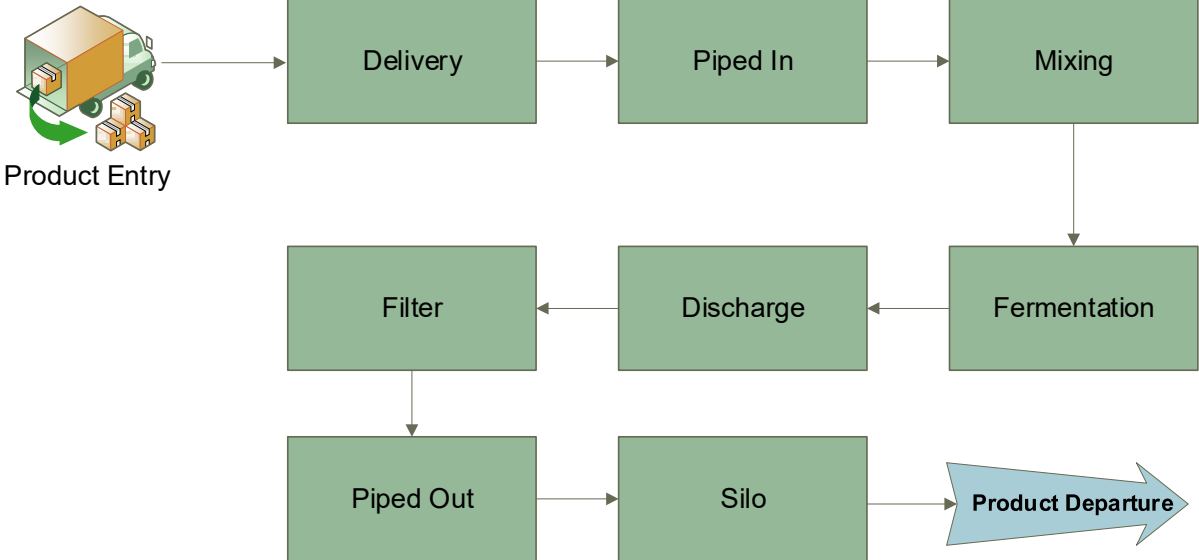 Delivery
Piped In
Mixing
Product Entry
Filter
Discharge
Fermentation
Piped Out
Silo
Product Departure